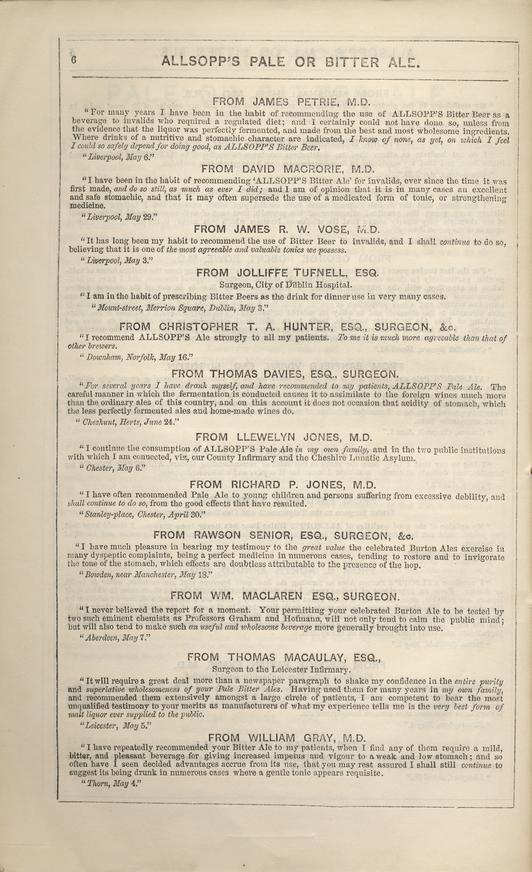 6
ALLSOPP'S PALE OR BITTER ALE.
FROM JAMES PETRIE, M.D.
"For many years I have been in the habit of recommending the use of ALLSOPP'S Bitter Beer as a
beverage to invalids who required a regulated diet; and I certainly could not have done so, unless from
the evidence that the liquor was perfectly fermented, and made from the best and most wholesome ingredients.
Where drinks of a nutritive and stomachic character are indicated, I know of none, as yet, on which I feel
I could so safely depend for doing good, as ALLSOPP'S Bitter Beer.
"Liverpool, May 6."
FROM DAVID MACRORIE, M.D.
"I have been in the habit of recommending 'ALLSOPP'S Bitter Ale' for invalids, ever since the time it was
first made, and do so still, as much as ever I did; and I am of opinion that it is in many cases an excellent
and safe stomachic, and that it may often supersede the use of a medicated form of tonic, or strengthening
medicine.
"Liverpool, May 29."
FROM JAMES R. W. VOSE, M.D.
"It has long been my habit to recommend the use of Bitter Beer to invalids, and I shall continue to do so,
believing that it is one of the most agreeable and valuable tonics we possess.
"Liverpool, May 3."
FROM JOLLIFFE TUFNELL, ESQ.
Surgeon, City of Dublin Hospital.
"I am in the habit of prescribing Bitter Beers as the drink for dinner use in very many cases.
"Mount-street, Merrion Square, Dublin, May 3."
FROM CHRISTOPHER T. A. HUNTER, ESQ., SURGEON, &c.
"I recommend ALLSOPP'S Ale strongly to all my patients. To me it is much more agreeable than that of
other brewers.
"Downham, Norfolk, May 16."
FROM THOMAS DAVIES, ESQ., SURGEON.
"For several years I have drank myself, and have recommended to my patients, ALLSOPP'S Pale Ale. The
careful manner in which the fermentation is conducted causes it to assimilate to the foreign wines much more
than the ordinary ales of this country, and on this account it does not occasion that acidity of stomach, which
the less perfectly fermented ales and home-made wines do.
"Cheshunt, Herts, June 24."
FROM LLEWELYN JONES, M.D.
"I continue the consumption of ALLSOPP'S Pale Ale in my own family, and in the two public institutions
with which I am connected, viz, our County Infirmary and the Cheshire Lunatic Asylum.
"Chester, May 6."
FROM RICHARD P. JONES, M.D.
"I have often recommended Pale Ale to young children and persons suffering from excessive debility, and
shall continue to do so, from the good effects that have resulted.
"Stanley-place, Chester, April 30."
FROM RAWSON SENIOR, ESQ., SURGEON, &c.
"I have much pleasure in bearing my testimony to the great value the celebrated Burton Ales exercise in
many dyspeptic complaints, being a perfect medicine in numerous cases, tending to restore and to invigorate
the tone of the stomach, which effects are doubtless attributable to the presence of the hop.
"Bowden, near Manchester, May 18."
FROM WM. MACLAREN ESQ., SURGEON.
"I never believed the report for a moment. Your permitting your celebrated Burton Ale to be tested by
two such eminent chemists as Professors Graham and Hofmann, will not only tend to calm the public mind;
but will also tend to make such an useful and wholesome beverage more generally brought into use.
"Aberdeen, May 7."
FROM THOMAS MACAULAY, ESQ.,
Surgeon to the Leicester Infirmary.
"It will require a great deal more than a newspaper paragraph to shake my confidence in the entire purity
and superlative wholesomeness of your Pale Bitter Ales. Having used them for many years in my own family,
and recommended them extensively amongst a large circle of patients, I am competent to bear the most
unqualified testimony to your merits as manufacturers of what my experience tells me is the very best form of
malt liquor ever supplied to the public.
"Leicester, May 5."
FROM WILLIAM GRAY, M.D.
"I have repeatedly recommended your Bitter Ale to my patients, when I find any of them require a mild,
bitter, and pleasant beverage for giving increased impetus and vigour to a weak and low stomach; and so
often have I seen decided advantages accrue from its use, that you may rest assured I shall still continue to
suggest its being drunk in numerous cases where a gentle tonic appears requisite.
"Thorn, May 4."